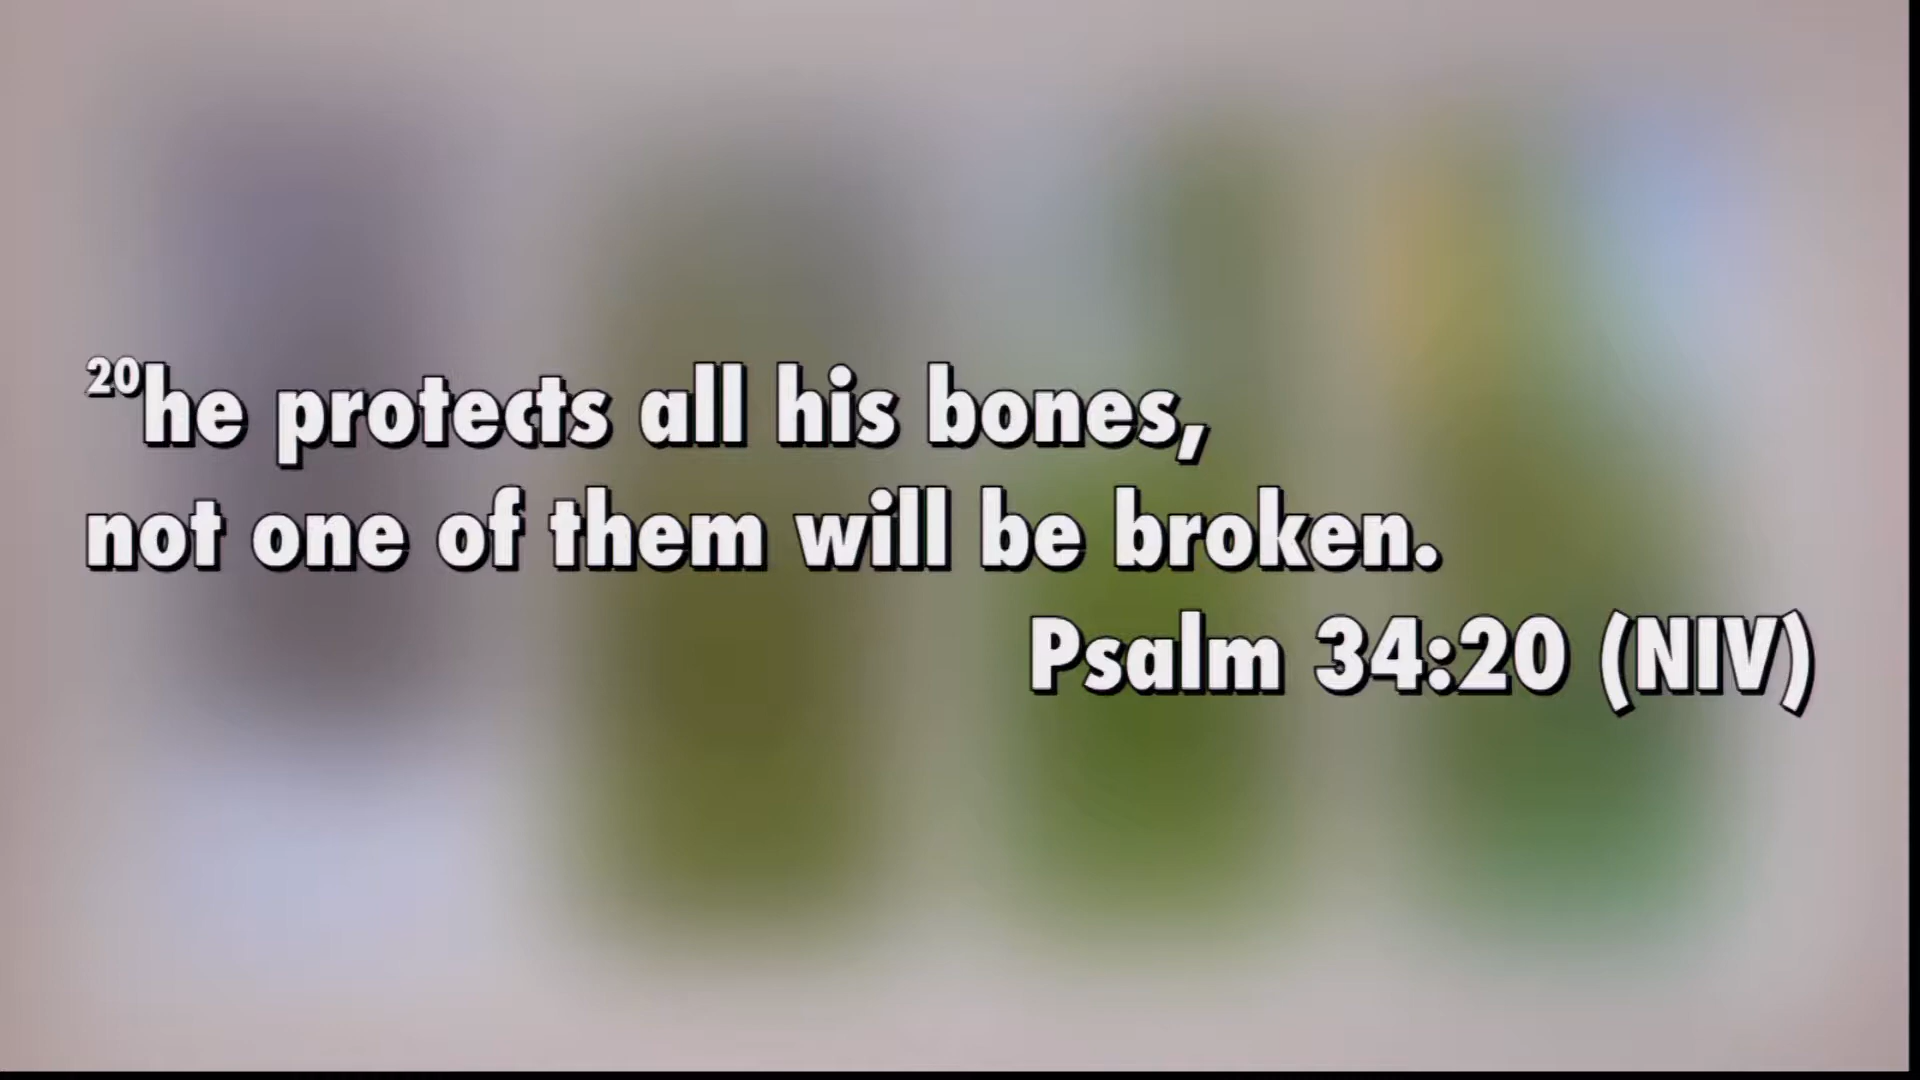 20he protects all his bones,
not one of them will be broken.
Psalm 34:20 (NIV)